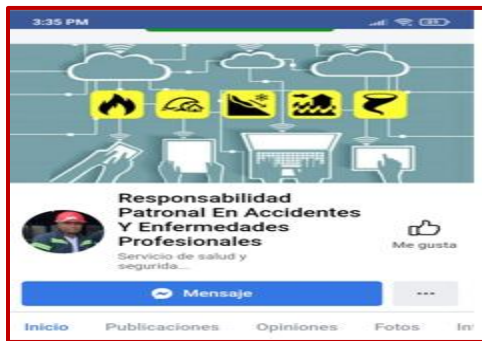 3:35 PM
Responsabilidad
Patronal En Accidentes
Y Enfermedades
Profesionales
Me gusta
Servicio de salud y
segurida...
Mensaje
Inicio Publicaciones Opiniones Fotos